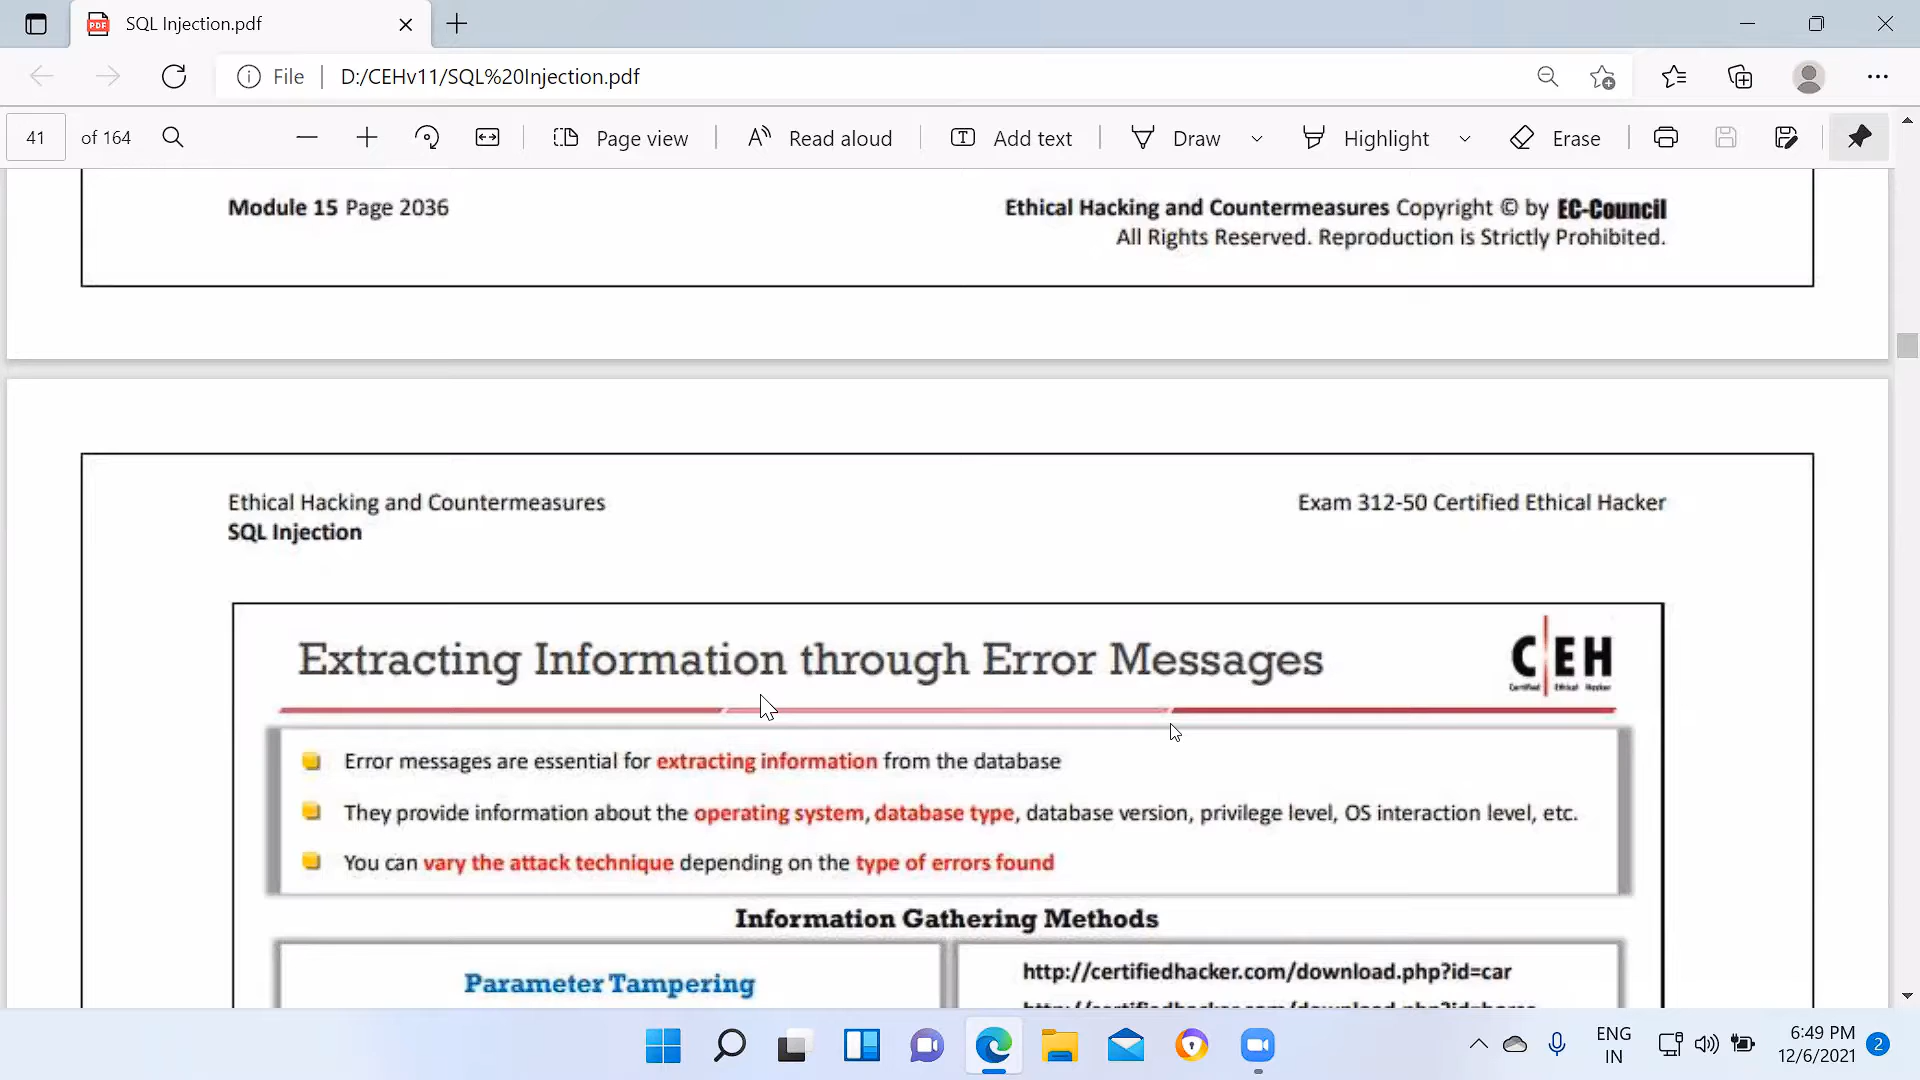 SQL Injection.pdf
File
D:/CEHv11/SQL%20Injection.pdf
41 of 164
Page view
Read aloud
Add text
Draw
Highlight
Erase
Module 15 Page 2036
Ethical Hacking and Countermeasures Copyright © by EC-Council
All Rights Reserved. Reproduction is Strictly Prohibited.
Ethical Hacking and Countermeasures
SQL Injection
Exam 312-50 Certified Ethical Hacker
Extracting Information through Error Messages
CEH
Certified Ethical Hacker
Error messages are essential for extracting information from the database
They provide information about the operating system, database type, database version, privilege level, OS interaction level, etc.
You can vary the attack technique depending on the type of errors found
Information Gathering Methods
Parameter Tampering
http://certifiedhacker.com/download.php?id=car
ENG
IN
6:49 PM
12/6/2021
2